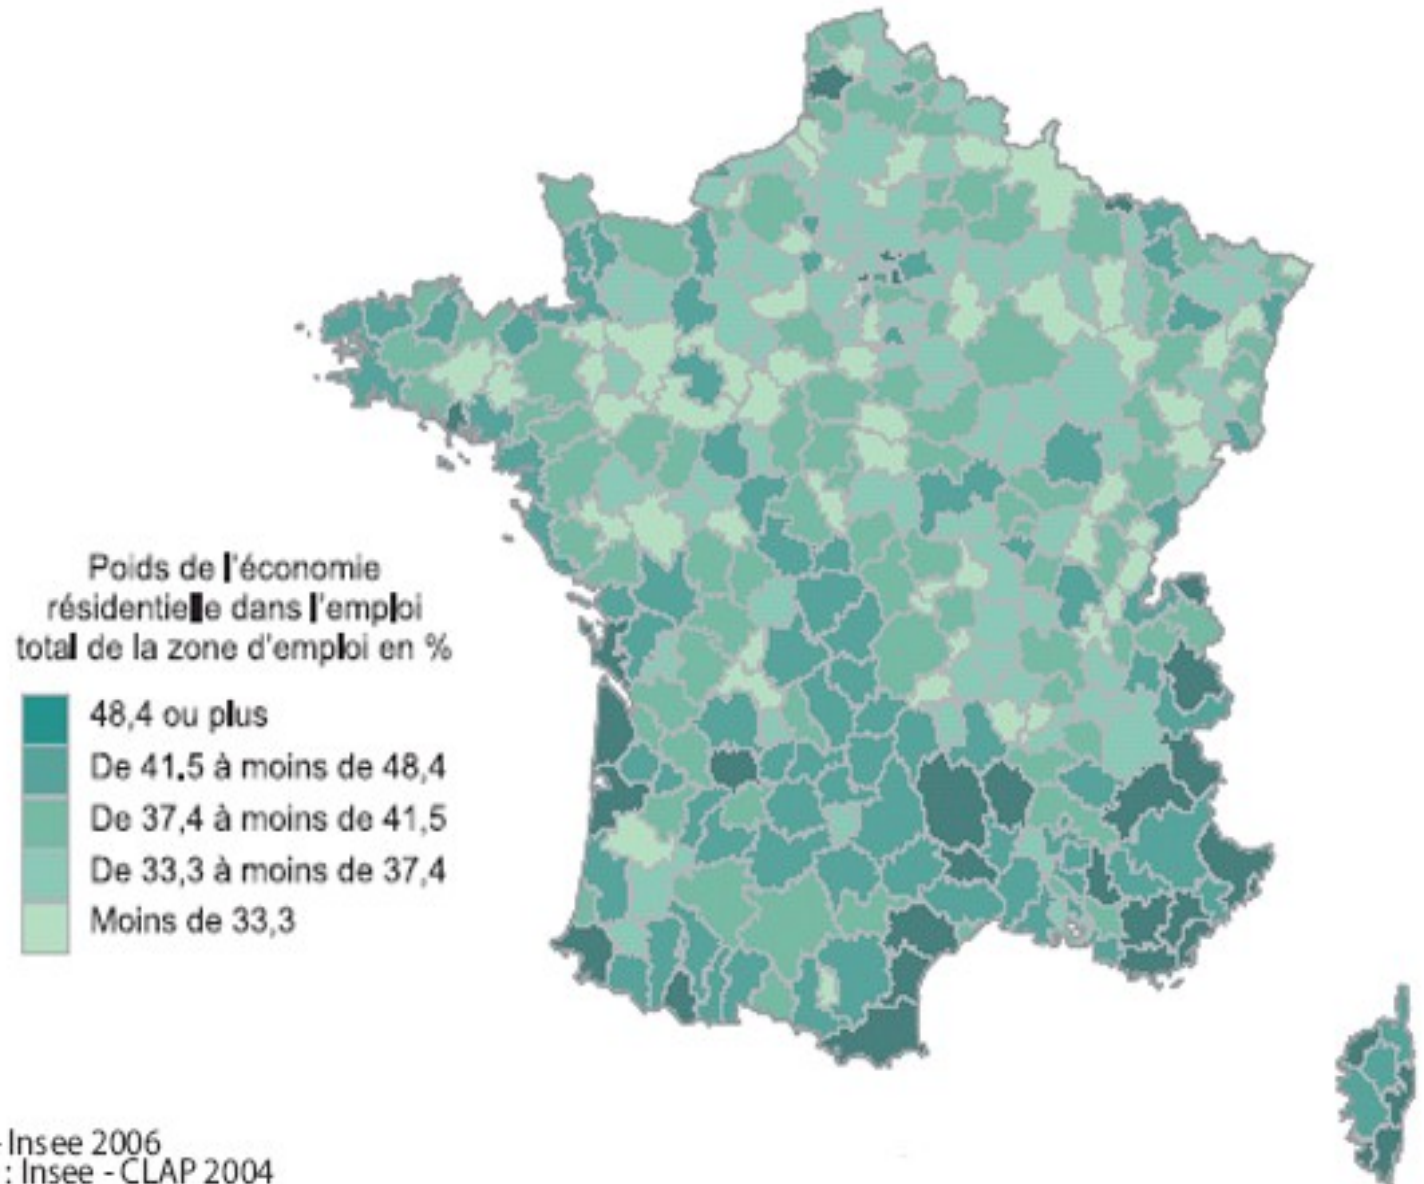 Poids de l'économie
résidentielle dans l'emploi
total de la zone d'emploi en %
48,4 ou plus
De 41.5 à moins de 48,4
De 37,4 à moins de 41,5
De 33,3 à moins de 37,4
Moins de 33,3
- Insee 2006
: Insee - CLAP 2004